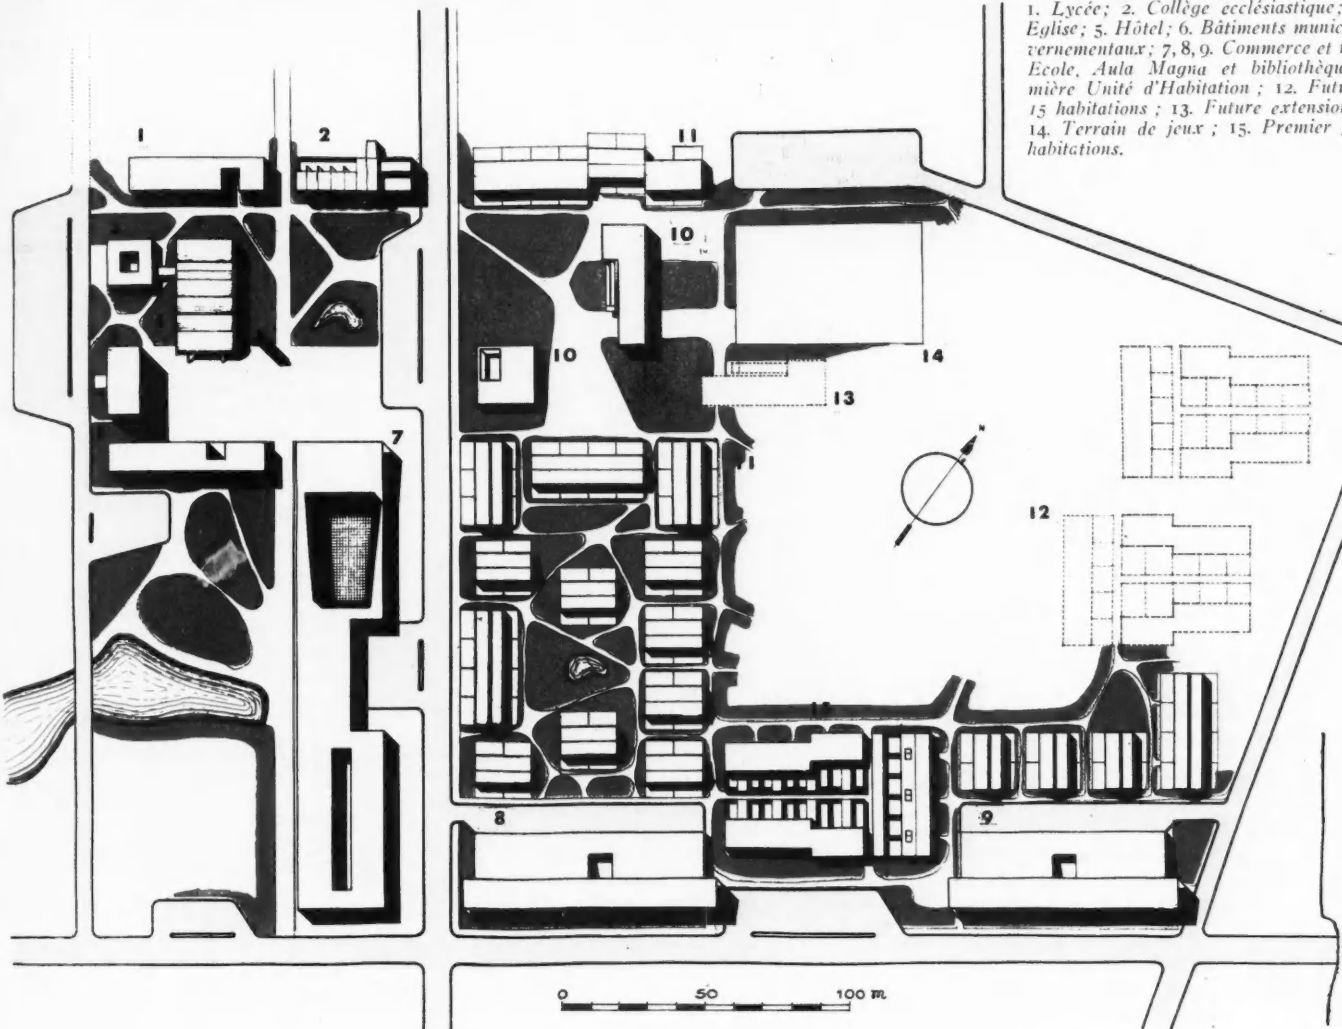 1. Lycée; 2. Collège ecclésiastique;
Eglise; 5. Hôtel; 6. Bâtiments munic
vernementaux; 7, 8, 9. Commerce et
Ecole, Aula Magna et bibliothèqu
mière Unité d'Habitation; 12. Futu
15 habitations; 13. Future extension
14. Terrain de jeux; 15. Premier
habitations.
1
2
11
10
10
14
13
7
N
12
15
8
9
0 50 100 m